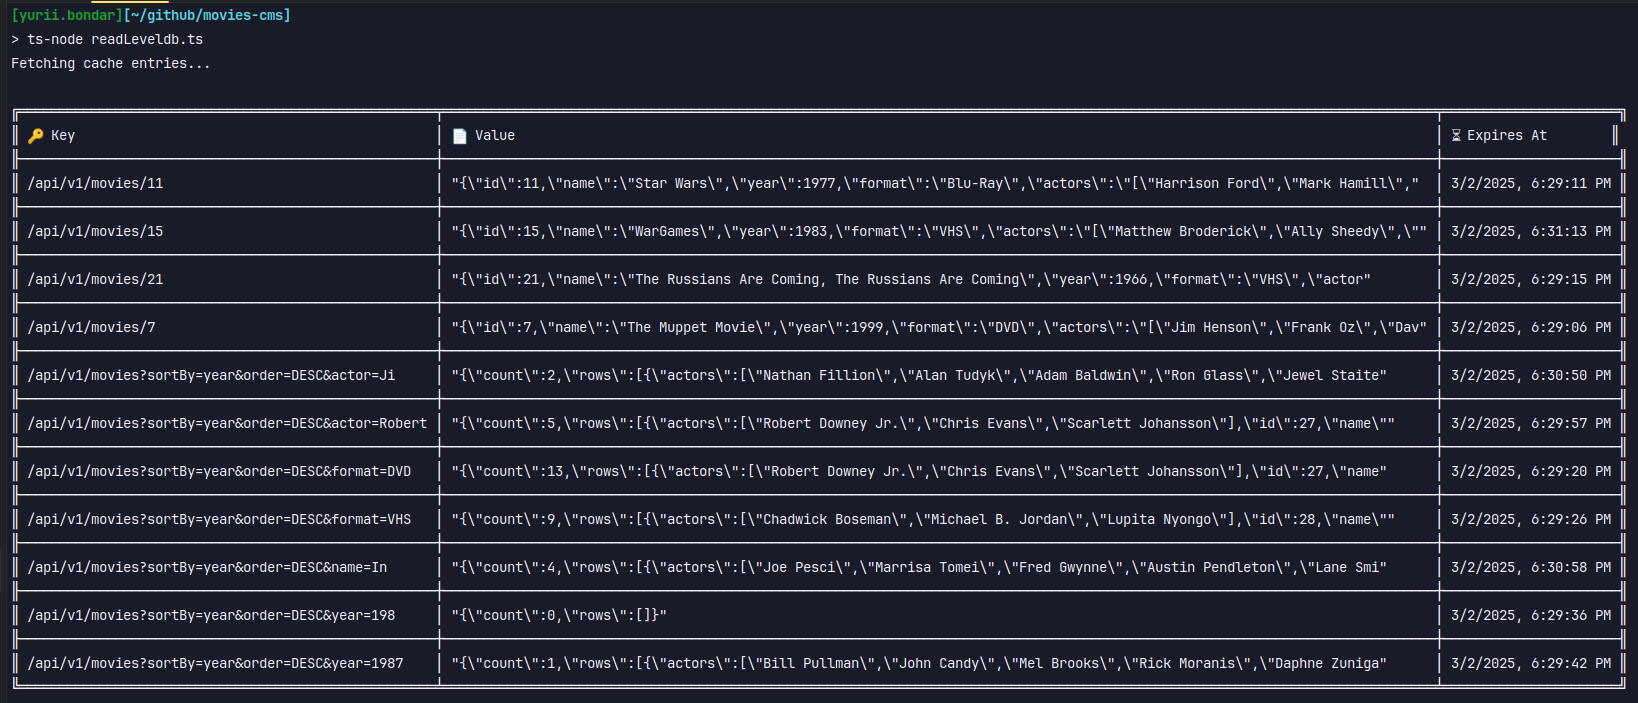 [yurii.bondar][~/github/movies-cms]
> ts-node readLeveldb.ts
Fetching cache entries...
🔑 Key │ 📄 Value │ ⏳ Expires At
/api/v1/movies/11 │ "{\"id\":11,\"name\":\"Star Wars\",\"year\":1977,\"format\":\"Blu-Ray\",\"actors\":\"[\"Harrison Ford\",\"Mark Hamill\"," │ 3/2/2025, 6:29:11 PM
/api/v1/movies/15 │ "{\"id\":15,\"name\":\"WarGames\",\"year\":1983,\"format\":\"VHS\",\"actors\":\"[\"Matthew Broderick\",\"Ally Sheedy\",\"" │ 3/2/2025, 6:31:13 PM
/api/v1/movies/21 │ "{\"id\":21,\"name\":\"The Russians Are Coming, The Russians Are Coming\",\"year\":1966,\"format\":\"VHS\",\"actor" │ 3/2/2025, 6:29:15 PM
/api/v1/movies/7 │ "{\"id\":7,\"name\":\"The Muppet Movie\",\"year\":1999,\"format\":\"DVD\",\"actors\":\"[\"Jim Henson\",\"Frank Oz\",\"Dav" │ 3/2/2025, 6:29:06 PM
/api/v1/movies?sortBy=year&order=DESC&actor=Ji │ "{\"count\":2,\"rows\":[{\"actors\":[\"Nathan Fillion\",\"Alan Tudyk\",\"Adam Baldwin\",\"Ron Glass\",\"Jewel Staite" │ 3/2/2025, 6:30:50 PM
/api/v1/movies?sortBy=year&order=DESC&actor=Robert │ "{\"count\":5,\"rows\":[{\"actors\":[\"Robert Downey Jr.\",\"Chris Evans\",\"Scarlett Johansson\"],\"id\":27,\"name\"" │ 3/2/2025, 6:29:57 PM
/api/v1/movies?sortBy=year&order=DESC&format=DVD │ "{\"count\":13,\"rows\":[{\"actors\":[\"Robert Downey Jr.\",\"Chris Evans\",\"Scarlett Johansson\"],\"id\":27,\"name" │ 3/2/2025, 6:29:20 PM
/api/v1/movies?sortBy=year&order=DESC&format=VHS │ "{\"count\":9,\"rows\":[{\"actors\":[\"Chadwick Boseman\",\"Michael B. Jordan\",\"Lupita Nyongo\"],\"id\":28,\"name\"" │ 3/2/2025, 6:29:26 PM
/api/v1/movies?sortBy=year&order=DESC&name=In │ "{\"count\":4,\"rows\":[{\"actors\":[\"Joe Pesci\",\"Marrisa Tomei\",\"Fred Gwynne\",\"Austin Pendleton\",\"Lane Smi" │ 3/2/2025, 6:30:58 PM
/api/v1/movies?sortBy=year&order=DESC&year=198 │ "{\"count\":0,\"rows\":[]}" │ 3/2/2025, 6:29:36 PM
/api/v1/movies?sortBy=year&order=DESC&year=1987 │ "{\"count\":1,\"rows\":[{\"actors\":[\"Bill Pullman\",\"John Candy\",\"Mel Brooks\",\"Rick Moranis\",\"Daphne Zuniga" │ 3/2/2025, 6:29:42 PM